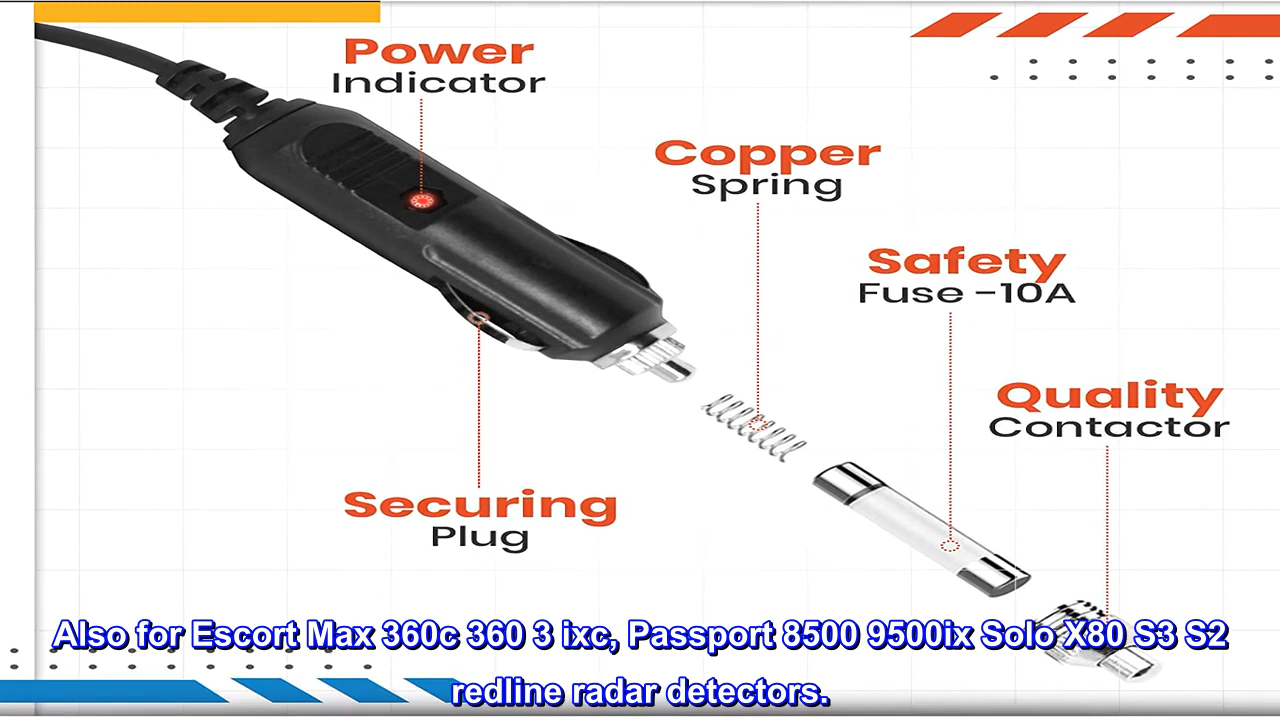 Power
Indicator
Copper
Spring
Safety
Fuse -10A
Quality
Contactor
Securing
Plug
Also for Escort Max 360c 360 3 ixc, Passport 8500 9500ix Solo X80 S3 S2
redline radar detectors.